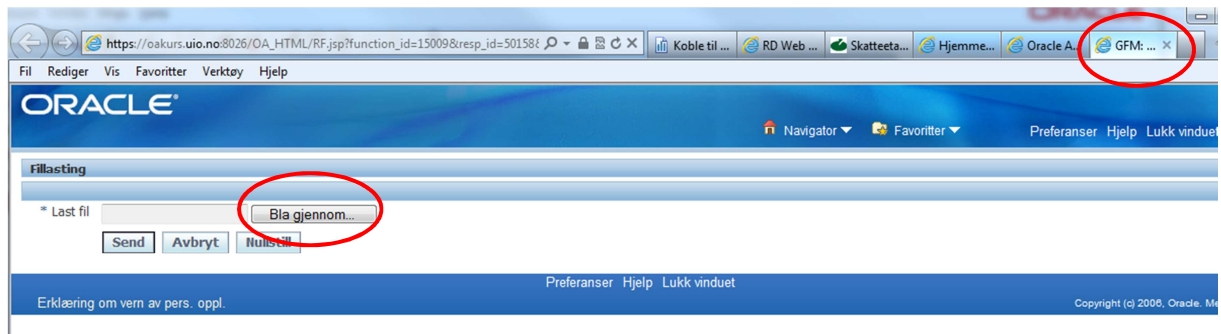 https://oakurs.uio.no:8026/OA_HTML/RF.jsp?function_id=15009&resp_id=50158 Koble til ... RD Web ... Skatteeta... Hjemme... Oracle A... GFM: ...
Fil Rediger Vis Favoritter Verktøy Hjelp
ORACLE
Navigator Favoritter Preferanser Hjelp Lukk vinduet
Fillasting
* Last fil Bla gjennom...
Send Avbryt Nullstill
Preferanser Hjelp Lukk vinduet
Erklæring om vern av pers. oppl. Copyright (c) 2006, Oracle. Me